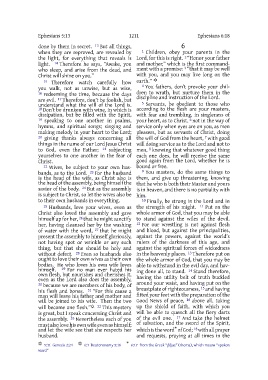 Ephesians 5:13
1211
Ephesians 6:18
done by them in secret. 13 But all things,
when they are reproved, are revealed by
the light, for everything that reveals is
light. 14 Therefore he says, “Awake, you
who sleep, and arise from the dead, and
Christ will shine on you.”
15 Therefore watch carefully how
you walk, not as unwise, but as wise,
16 redeeming the time, because the days
are evil. 17 Therefore, don’t be foolish, but
understand what the will of the Lord is.
18 Don’t be drunken with wine, in which is
dissipation, but be filled with the Spirit,
19 speaking to one another in psalms,
hymns, and spiritual songs; singing and
making melody in your heart to the Lord;
20 giving thanks always concerning all
things in the name of our Lord Jesus Christ
to God, even the Father; 21 subjecting
yourselves to one another in the fear of
Christ.
22 Wives, be subject to your own hus-
bands, as to the Lord. 23 For the husband
is the head of the wife, as Christ also is
the head of the assembly, being himself the
savior of the body. 24 But as the assembly
is subject to Christ, so let the wives also be
to their own husbands in everything.
25 Husbands, love your wives, even as
Christ also loved the assembly and gave
himself up for her, 26 that he might sanctify
her, having cleansed her by the washing
of water with the word, 27 that he might
present the assembly to himself gloriously,
not having spot or wrinkle or any such
thing, but that she should be holy and
without defect. 28 Even so husbands also
ought to love their own wives as their own
bodies. He who loves his own wife loves
himself. 29 For no man ever hated his
own flesh, but nourishes and cherishes it,
even as the Lord also does the assembly,
30 because we are members of his body, of
his flesh and bones. 31 “For this cause a
man will leave his father and mother and
will be joined to his wife. Then the two
will become one flesh.” 32 This mystery
is great, but I speak concerning Christ and
the assembly. 33 Nevertheless each of you
must also love his own wife even as himself,
and let the wife see that she respects her
husband.
6
1 Children, obey your parents in the
Lord, for this is right. 2 “Honor your father
and mother,” which is the first command-
ment with a promise: 3 “that it may be well
with you, and you may live long on the
earth.”
4 You fathers, don’t provoke your chil-
dren to wrath, but nurture them in the
discipline and instruction of the Lord.
5 Servants, be obedient to those who
according to the flesh are your masters,
with fear and trembling, in singleness of
your heart, as to Christ, 6 not in the way of
service only when eyes are on you, as men
pleasers, but as servants of Christ, doing
the will of God from the heart, 7 with good
will doing service as to the Lord and not to
men, 8 knowing that whatever good thing
each one does, he will receive the same
good again from the Lord, whether he is
bound or free.
9 You masters, do the same things to
them, and give up threatening, knowing
that he who is both their Master and yours
is in heaven, and there is no partiality with
him.
10 Finally, be strong in the Lord and in
the strength of his might. 11 Put on the
whole armor of God, that you may be able
to stand against the wiles of the devil.
12 For our wrestling is not against flesh
and blood, but against the principalities,
against the powers, against the world’s
rulers of the darkness of this age, and
against the spiritual forces of wickedness
in the heavenly places. 13 Therefore put on
the whole armor of God, that you may be
able to withstand in the evil day, and hav-
ing done all, to stand. 14 Stand therefore,
having the utility belt of truth buckled
around your waist, and having put on the
breastplate of righteousness, 15 and having
fitted your feet with the preparation of the
Good News of peace, 16 above all, taking
up the shield of faith, with which you
will be able to quench all the fiery darts
of the evil one. 17 And take the helmet
of salvation, and the sword of the Spirit,
which is the word of God; 18 with all prayer
and requests, praying at all times in the